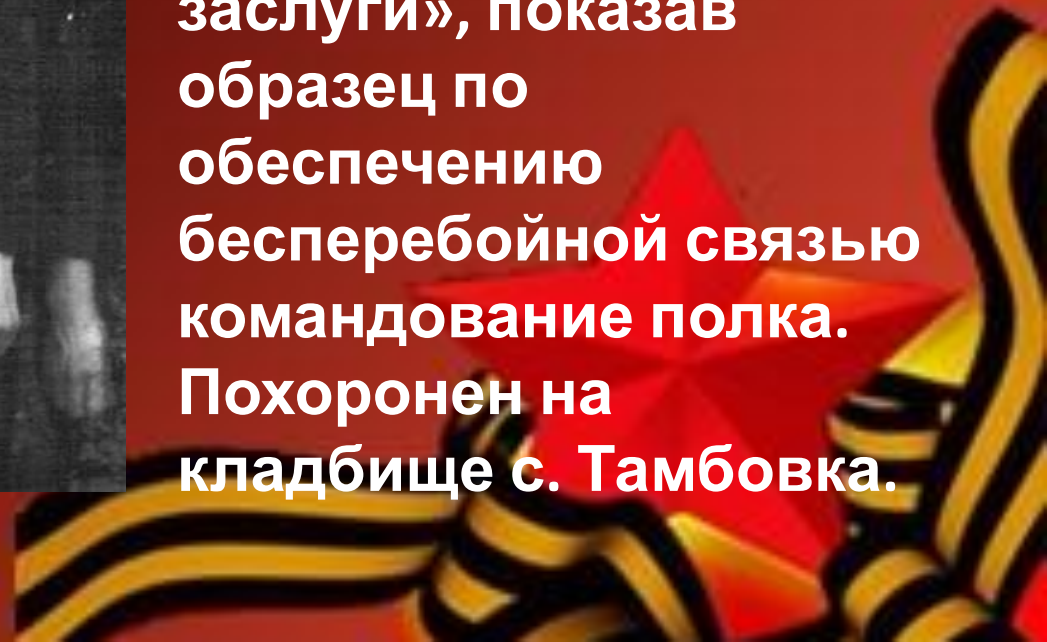 заслуги», показав
образец по
обеспечению
бесперебойной связью
командование полка.
Похоронен на
кладбище с. Тамбовка.